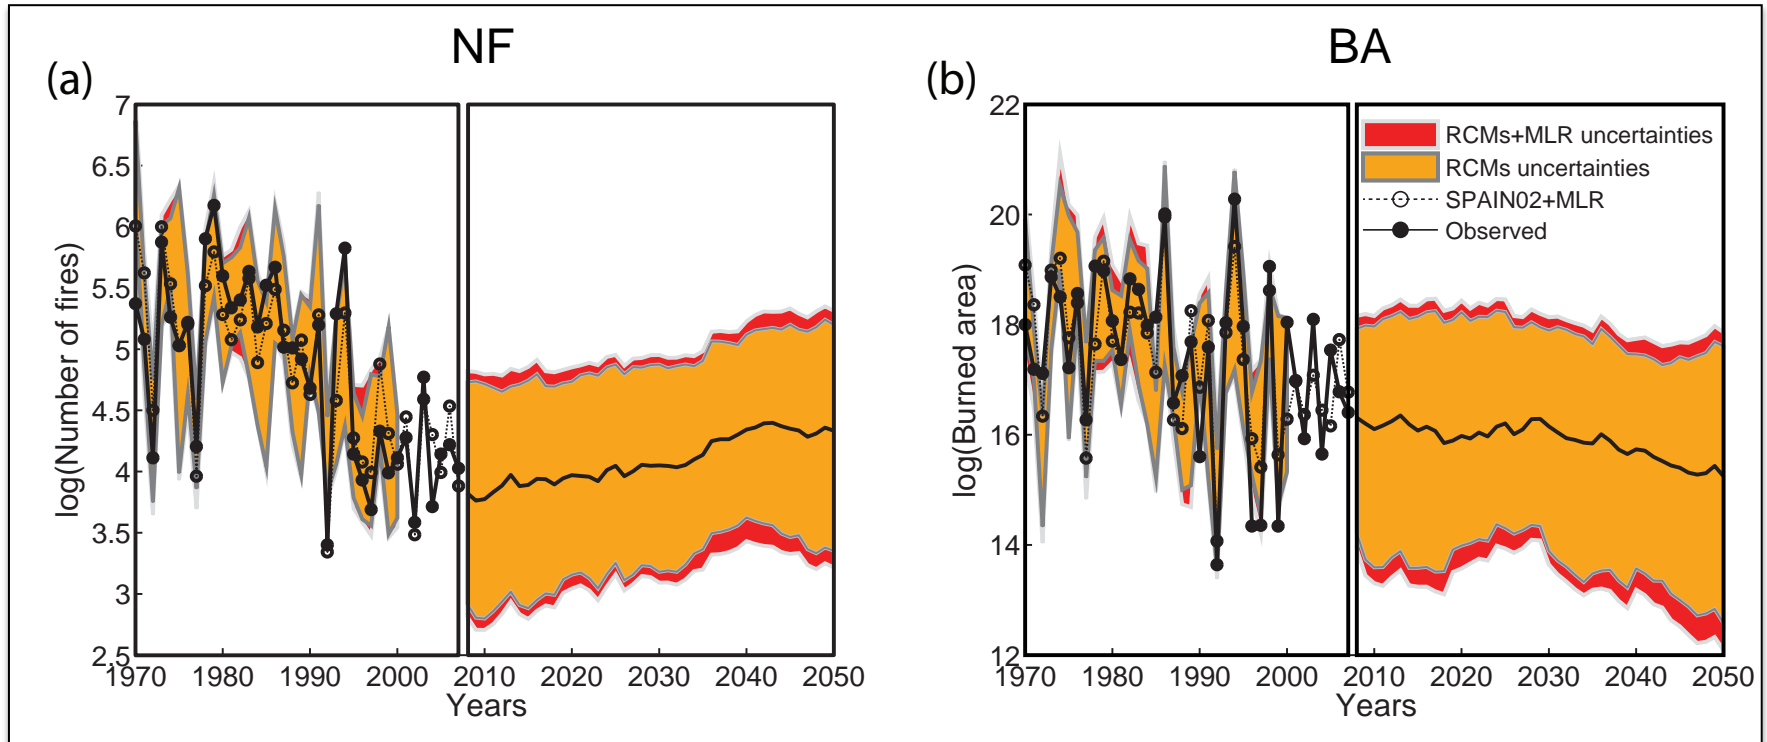 NF
BA
(a)
(b)
7
6.5
6
5.5
5
4.5
4
3.5
3
2.5
log(Number of fires)
1970
1980
1990
2000
2010
2020
2030
2040
2050
Years
22
20
18
16
14
12
log(Burned area)
RCMs+MLR uncertainties
RCMs uncertainties
SPAIN02+MLR
Observed
1970
1980
1990
2000
2010
2020
2030
2040
2050
Years